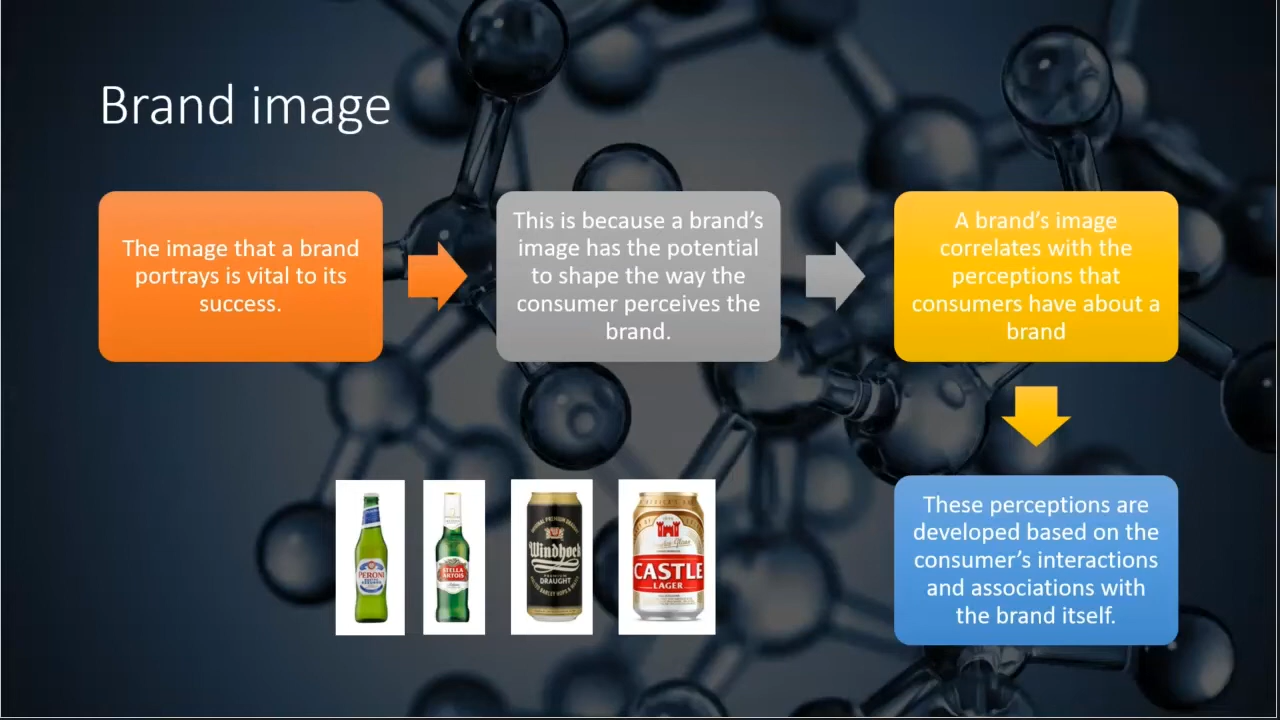 Brand image
The image that a brand
portrays is vital to its
success.
This is because a brand’s
image has the potential
to shape the way the
consumer perceives the
brand.
A brand’s image
correlates with the
perceptions that
consumers have about a
brand
These perceptions are
developed based on the
consumer’s interactions
and associations with
the brand itself.
PERONI
STELLA
ARTOIS
Windhoek
PREMIUM
DRAUGHT
CASTLE
LAGER